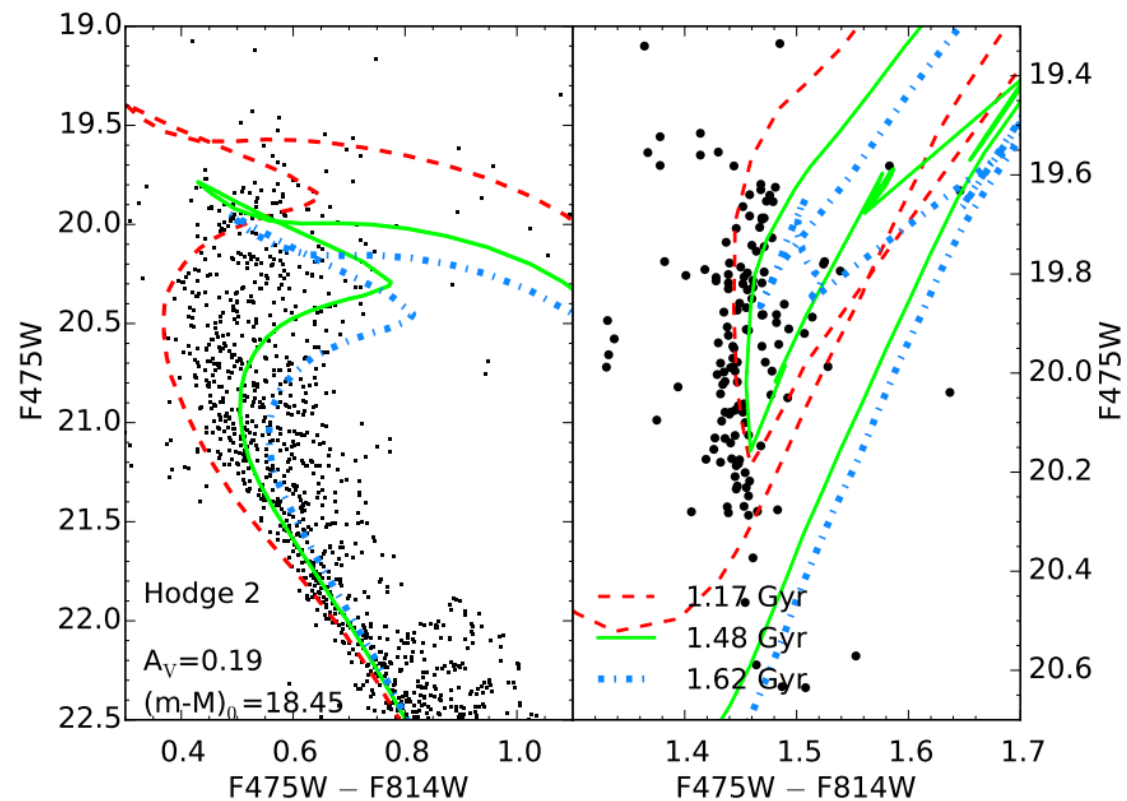 19.0
19.5
20.0
20.5
21.0
21.5
22.0
22.5
F475W
0.4 0.6 0.8 1.0
F475W − F814W
Hodge 2
A_V=0.19
(m-M)_0=18.45
1.4 1.5 1.6 1.7
F475W − F814W
19.4
19.6
19.8
20.0
20.2
20.4
20.6
F475W
1.17 Gyr
1.48 Gyr
1.62 Gyr